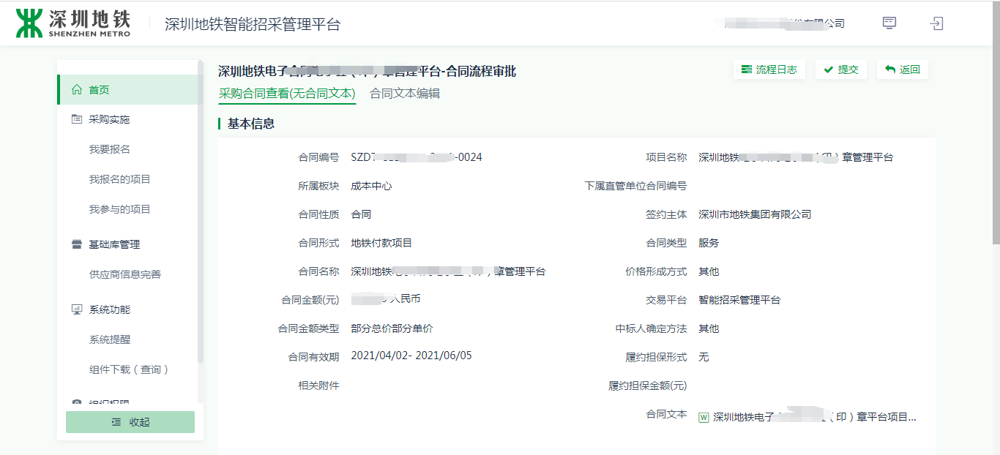 深圳地铁
SHENZHEN METRO
深圳地铁智能招采管理平台
有限公司
首页
采购实施
我要报名
我报名的项目
我参与的项目
基础库管理
供应商信息完善
系统功能
系统提醒
组件下载（查询）
收起
深圳地铁电子 章管理平台-合同流程审批
流程日志
提交
返回
采购合同查看(无合同文本) 合同文本编辑
基本信息
合同编号 SZDT -0024 项目名称 深圳地铁 （印）章管理平台
所属板块 成本中心 下属直管单位合同编号
合同性质 合同 签约主体 深圳市地铁集团有限公司
合同形式 地铁付款项目 合同类型 服务
合同名称 深圳地铁 章管理平台 价格形成方式 其他
合同金额(元) 人民币 交易平台 智能招采管理平台
合同金额类型 部分总价部分单价 中标人确定方法 其他
合同有效期 2021/04/02- 2021/06/05 履约担保形式 无
相关附件 履约担保金额(元)
合同文本 深圳地铁电子 （印）章平台项目...